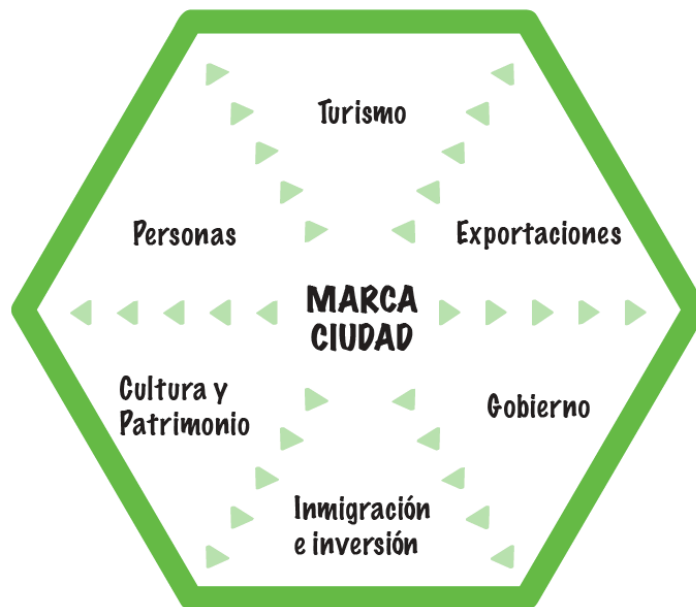 Turismo
Personas
Exportaciones
MARCA
CIUDAD
Cultura y
Patrimonio
Gobierno
Inmigración
e inversión